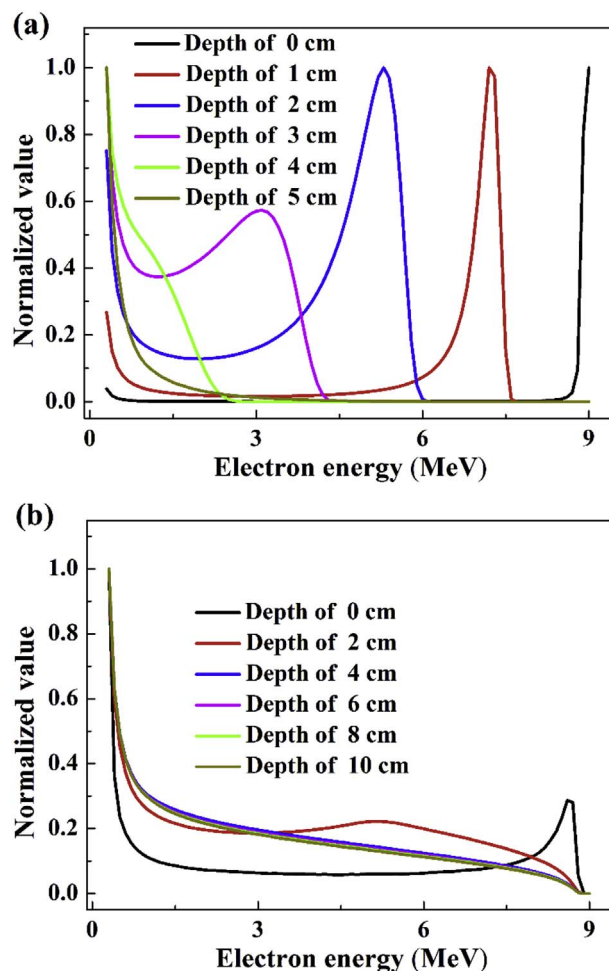 (a)
Depth of 0 cm
Depth of 1 cm
Depth of 2 cm
Depth of 3 cm
Depth of 4 cm
Depth of 5 cm
1.0
0.8
0.6
0.4
0.2
0.0
Normalized value
0 3 6 9
Electron energy (MeV)
(b)
Depth of 0 cm
Depth of 2 cm
Depth of 4 cm
Depth of 6 cm
Depth of 8 cm
Depth of 10 cm
1.0
0.8
0.6
0.4
0.2
0.0
Normalized value
0 3 6 9
Electron energy (MeV)